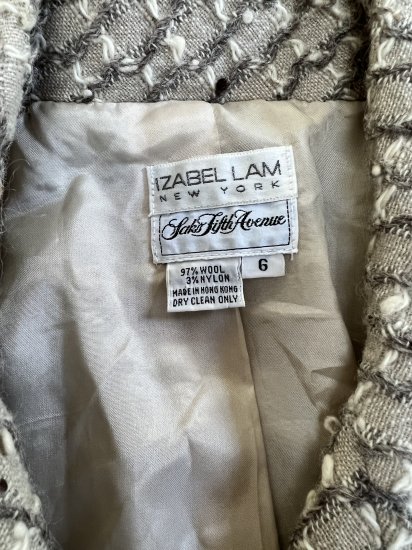 IZABEL LAM
NEW YORK
Saks Fifth Avenue
97% WOOL
3% NYLON
MADE IN HONG KONG
DRY CLEAN ONLY
6